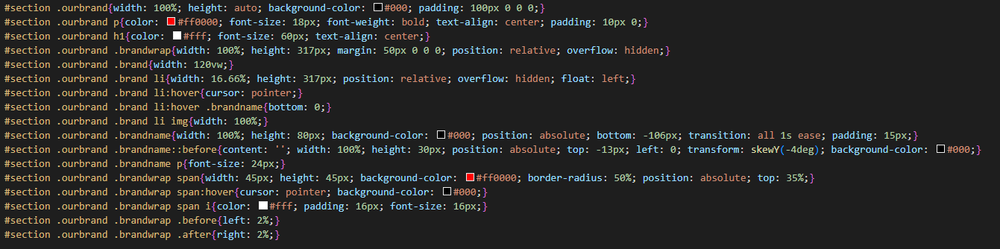 #section .ourbrand{width: 100%; height: auto; background-color: #000; padding: 100px 0 0 0;}
#section .ourbrand p{color: #ff0000; font-size: 18px; font-weight: bold; text-align: center; padding: 10px 0;}
#section .ourbrand h1{color: #fff; font-size: 60px; text-align: center;}
#section .ourbrand .brandwrap{width: 100%; height: 317px; margin: 50px 0 0 0; position: relative; overflow: hidden;}
#section .ourbrand .brand{width: 120vw;}
#section .ourbrand .brand li{width: 16.66%; height: 317px; position: relative; overflow: hidden; float: left;}
#section .ourbrand .brand li:hover{cursor: pointer;}
#section .ourbrand .brand li:hover .brandname{bottom: 0;}
#section .ourbrand .brand li img{width: 100%;}
#section .ourbrand .brandname{width: 100%; height: 80px; background-color: #000; position: absolute; bottom: -106px; transition: all 1s ease; padding: 15px;}
#section .ourbrand .brandname::before{content: ''; width: 100%; height: 30px; position: absolute; top: -13px; left: 0; transform: skewY(-4deg); background-color: #000;}
#section .ourbrand .brandname p{font-size: 24px;}
#section .ourbrand .brandwrap span{width: 45px; height: 45px; background-color: #ff0000; border-radius: 50%; position: absolute; top: 35%;}
#section .ourbrand .brandwrap span:hover{cursor: pointer; background-color: #000;}
#section .ourbrand .brandwrap span i{color: #fff; padding: 16px; font-size: 16px;}
#section .ourbrand .brandwrap .before{left: 2%;}
#section .ourbrand .brandwrap .after{right: 2%;}